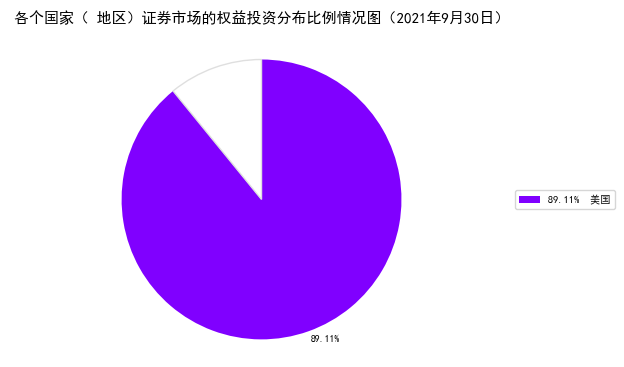 各个国家（ 地区）证券市场的权益投资分布比例情况图（2021年9月30日）
89.11% 美国
89.11%